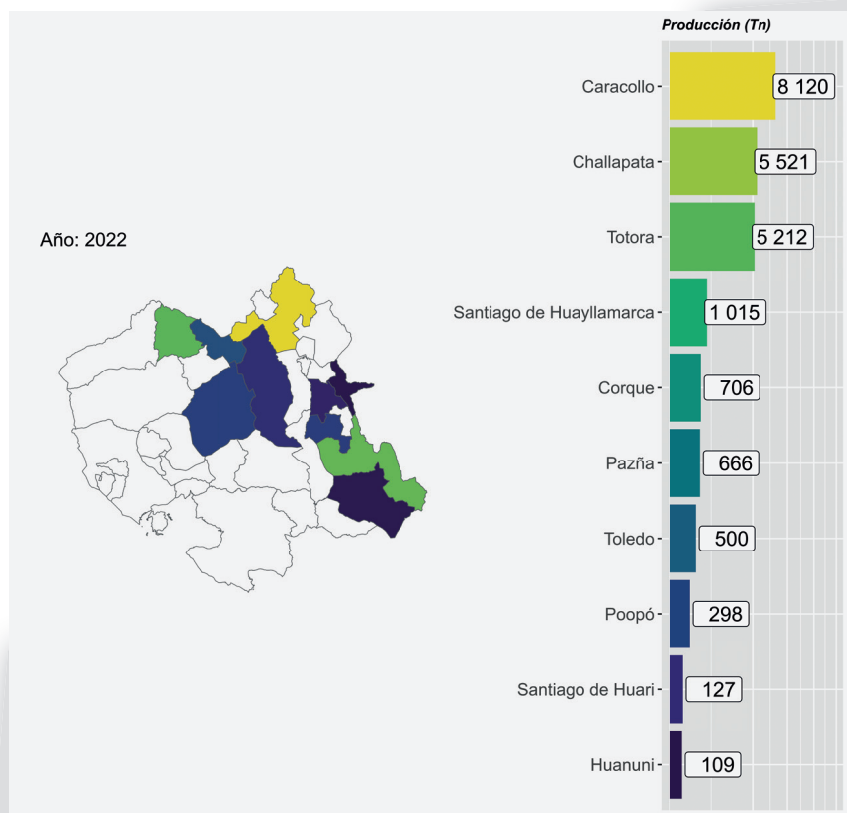 Producción (Tn)
Caracollo
8 120
Challapata
5 521
Totora
5 212
Año: 2022
Santiago de Huayllamarca
1 015
Corque
706
Pazña
666
Toledo
500
Poopó
298
Santiago de Huari
127
Huanuni
109